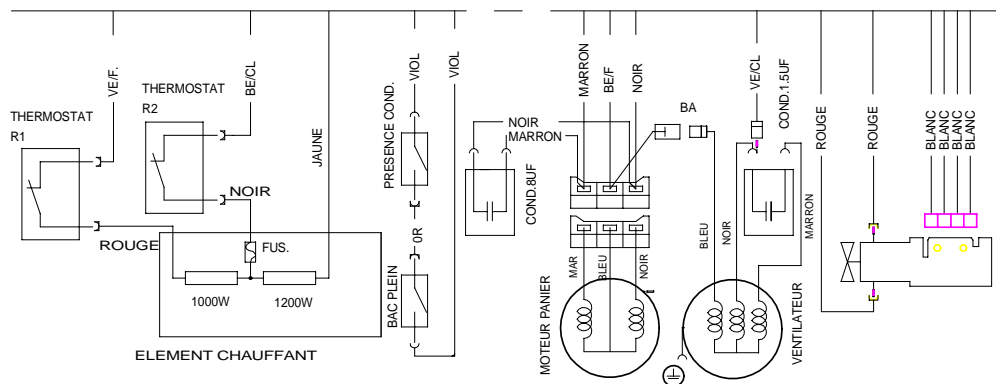 THERMOSTAT
R1
VE/F.
THERMOSTAT
R2
BE/CL
JAUNE
NOIR
ROUGE
FUS.
1000W
1200W
ELEMENT CHAUFFANT
VIOL
VIOL
PRESENCE COND.
0R
BAC PLEIN
NOIR
MARRON
COND.8UF
MARRON
BE/F
NOIR
BA
MAR
BLEU
NOIR
MOTEUR PANIER
VE/CL
COND.1.5UF
BLEU
NOIR
MARRON
VENTILATEUR
ROUGE
ROUGE
BLANC
BLANC
BLANC
BLANC